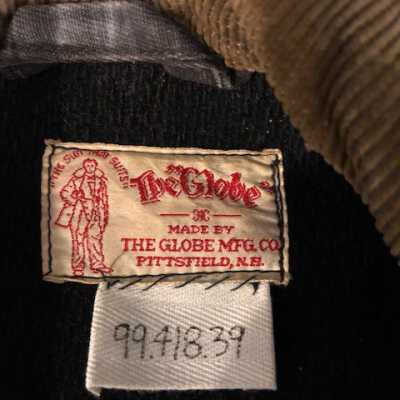 "THE SUIT THAT SUITS"
The "Globe"
MADE BY
THE GLOBE MFG. CO.
PITTSFIELD, N.H.
99.418.39